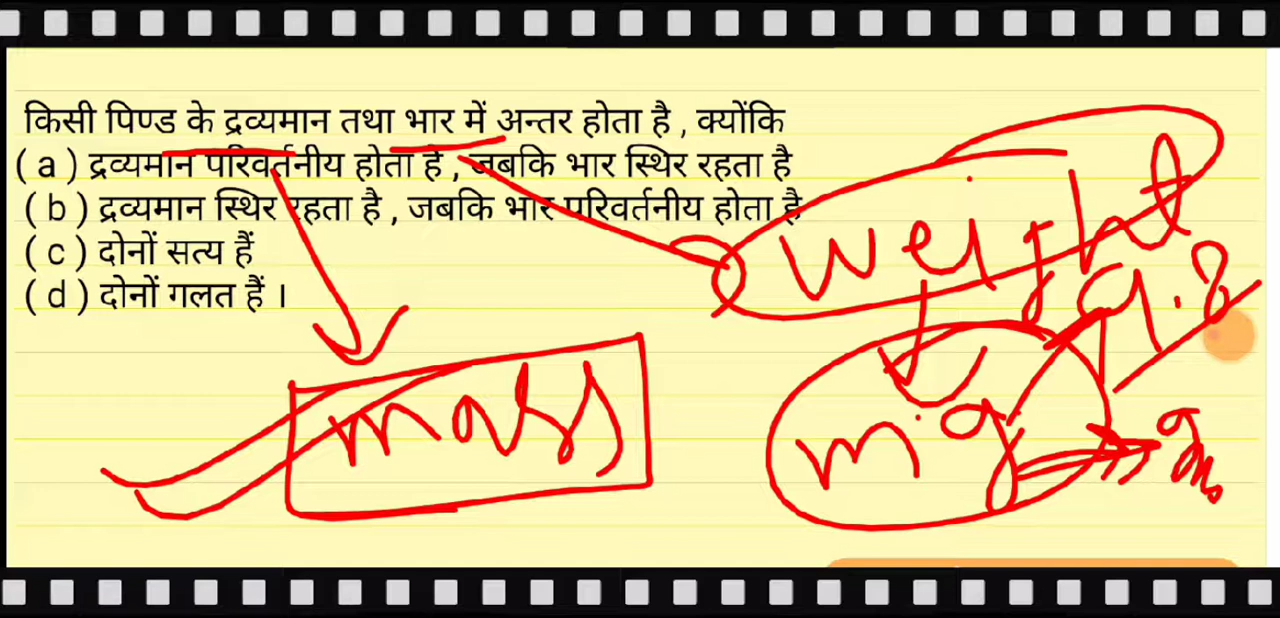 किसी पिण्ड के द्रव्यमान तथा भार में अन्तर होता है , क्योंकि
( a ) द्रव्यमान परिवर्तनीय होता है , जबकि भार स्थिर रहता है
( b ) द्रव्यमान स्थिर रहता है , जबकि भार परिवर्तनीय होता है
( c ) दोनों सत्य हैं
( d ) दोनों गलत हैं ।
weight
9.8
mass
m.g